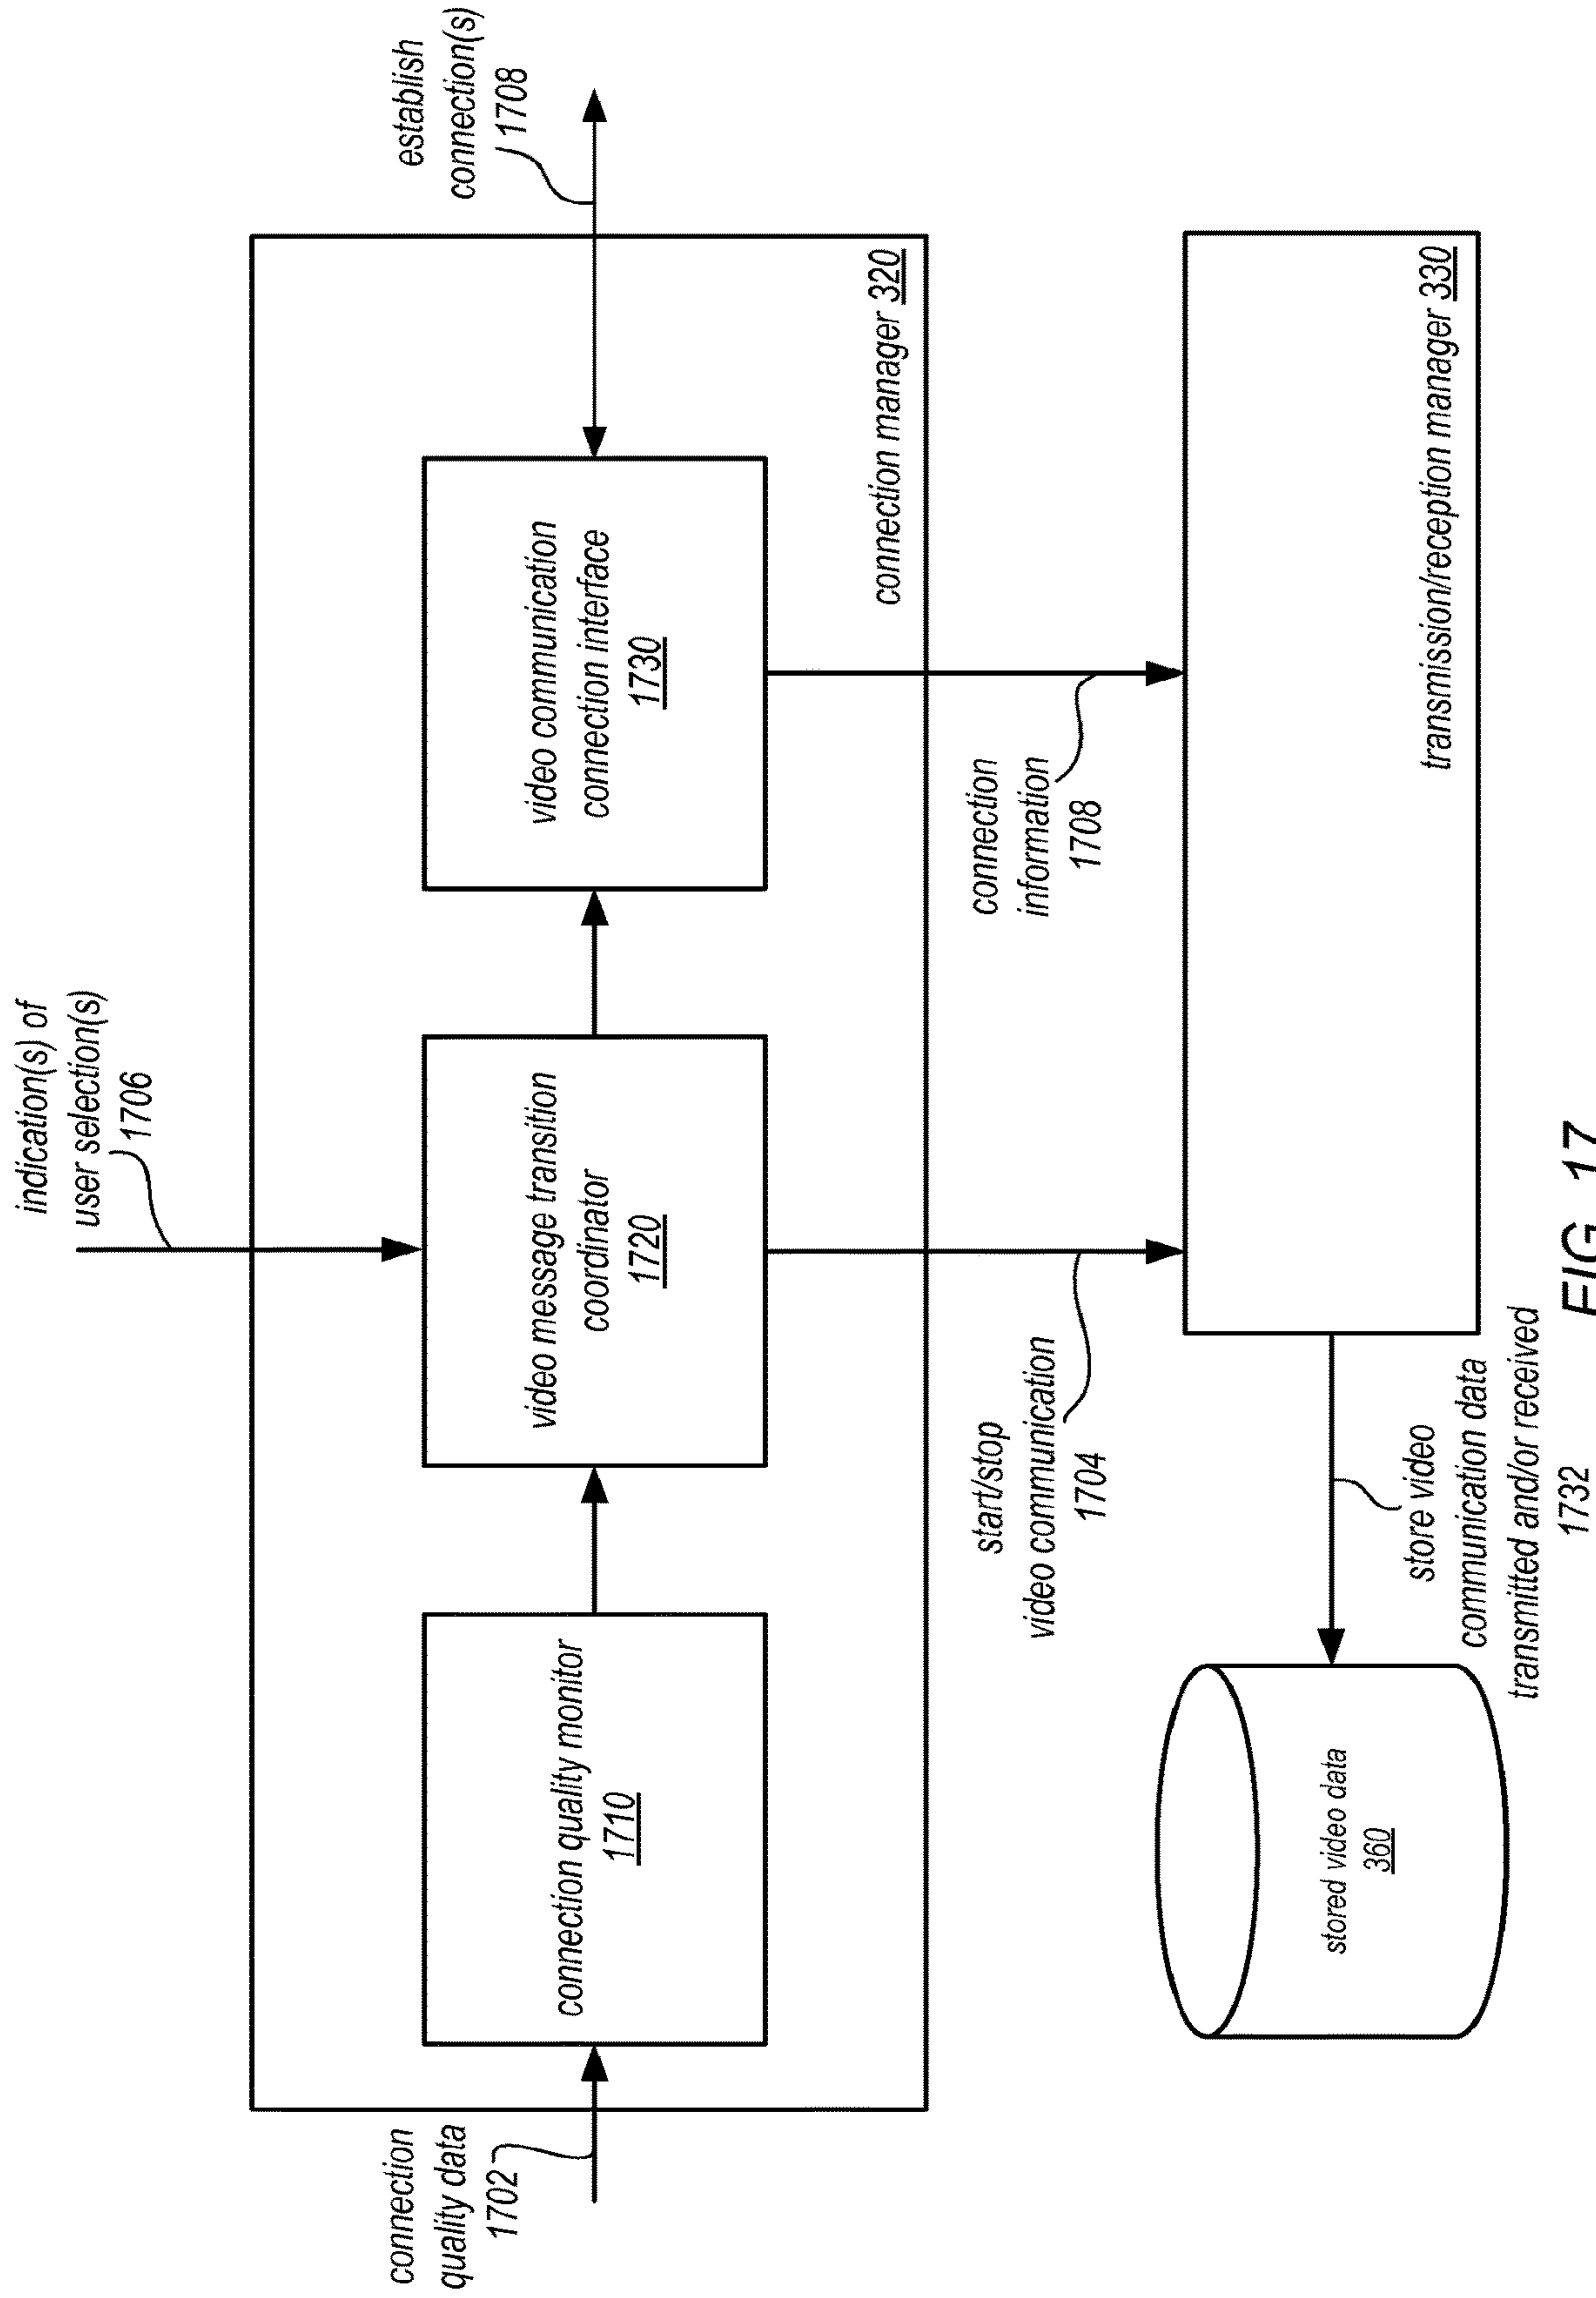 indication(s) of
user selection(s)
1706
connection
quality data
1702
connection quality monitor
1710
video message transition
coordinator
1720
video communication
connection interface
1730
establish
connection(s)
1708
connection manager 320
start/stop
video communication
1704
connection
information
1708
stored video data
360
store video
communication data
transmitted and/or received
1732
transmission/reception manager 330
FIG. 17